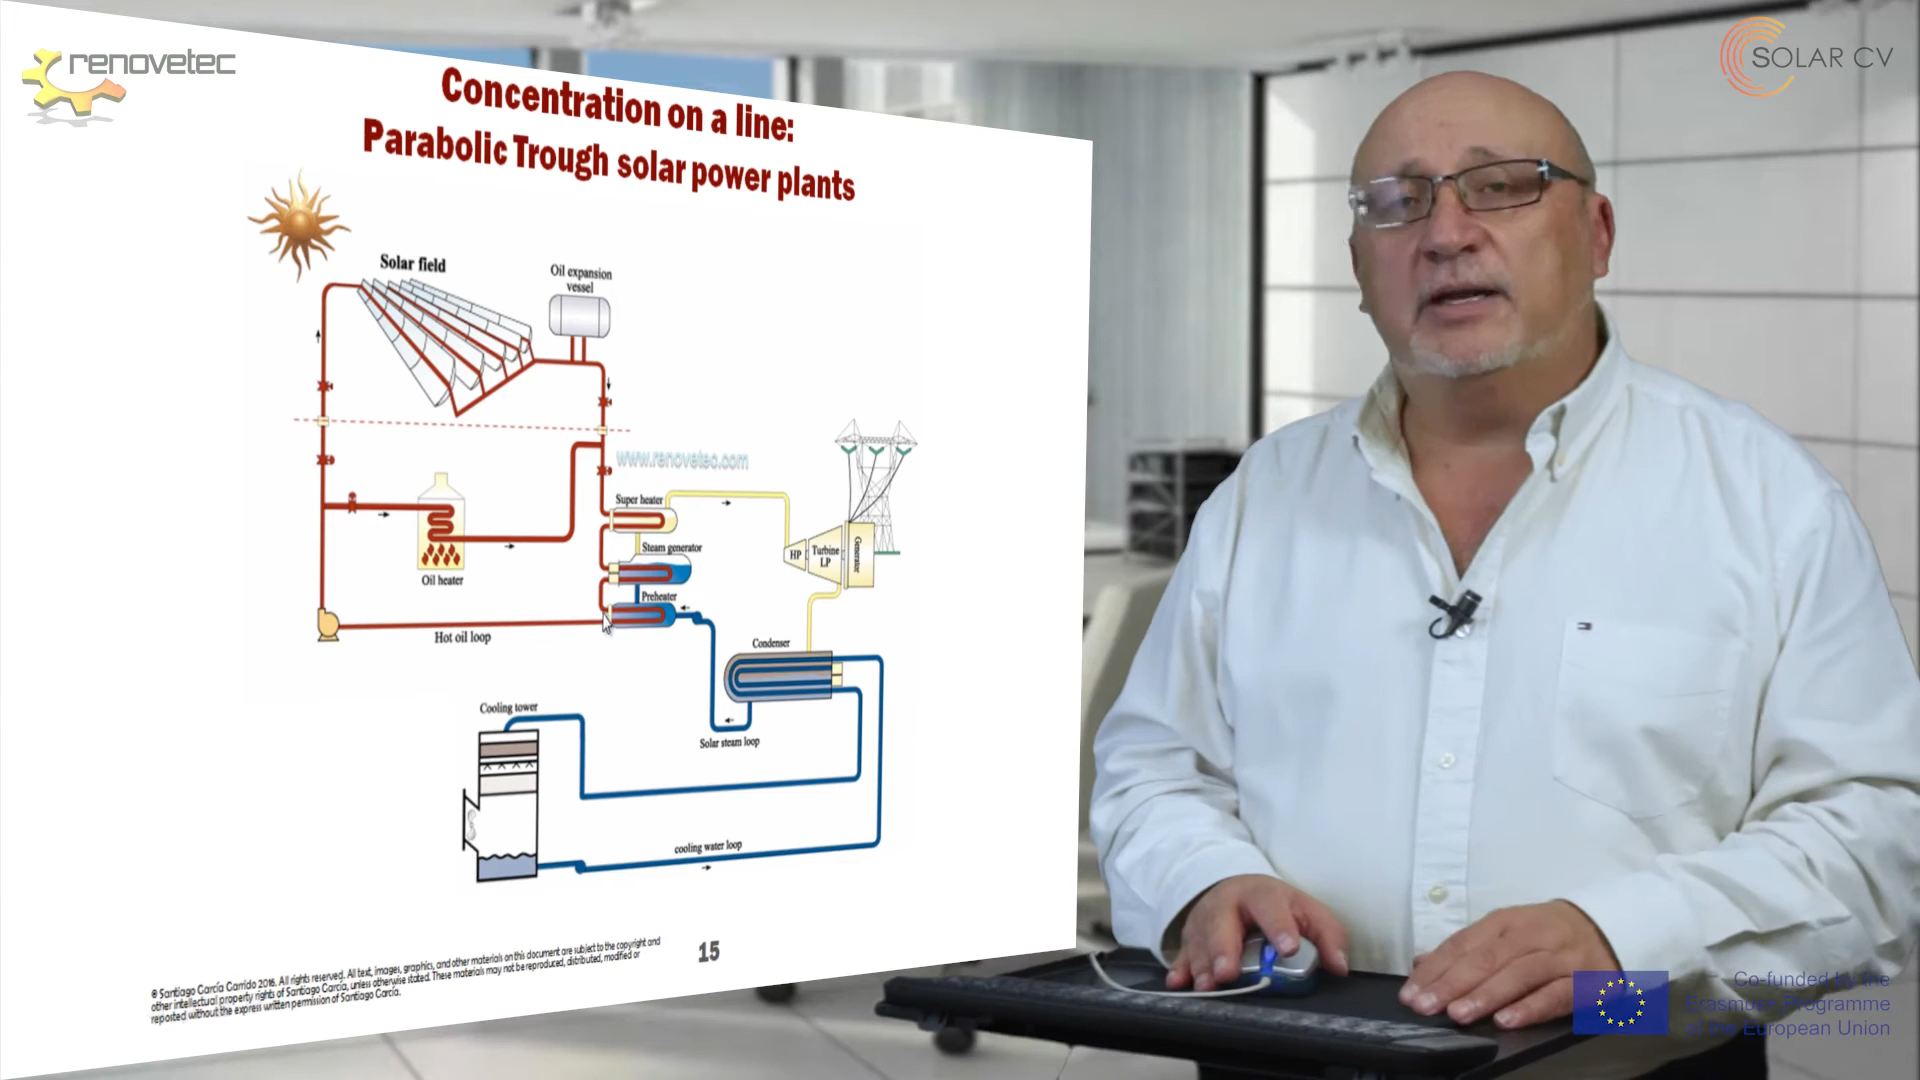 renovetec
SOLAR CV
Concentration on a line:
Parabolic Trough solar power plants
Solar field
Oil expansion
vessel
www.renovetec.com
Super heater
Steam generator
HP
Turbine
LP
Generator
Oil heater
Preheater
Hot oil loop
Condenser
Cooling tower
Solar steam loop
cooling water loop
15
© Santiago García Garrido 2016. All rights reserved. All text, images, graphics, and other materials on this document are subject to the copyright and
other intellectual property rights of Santiago García, unless otherwise stated. These materials may not be reproduced, distributed, modified or
reposted without the express written permission of Santiago García.
Co-funded by the
Erasmus+ Programme
of the European Union